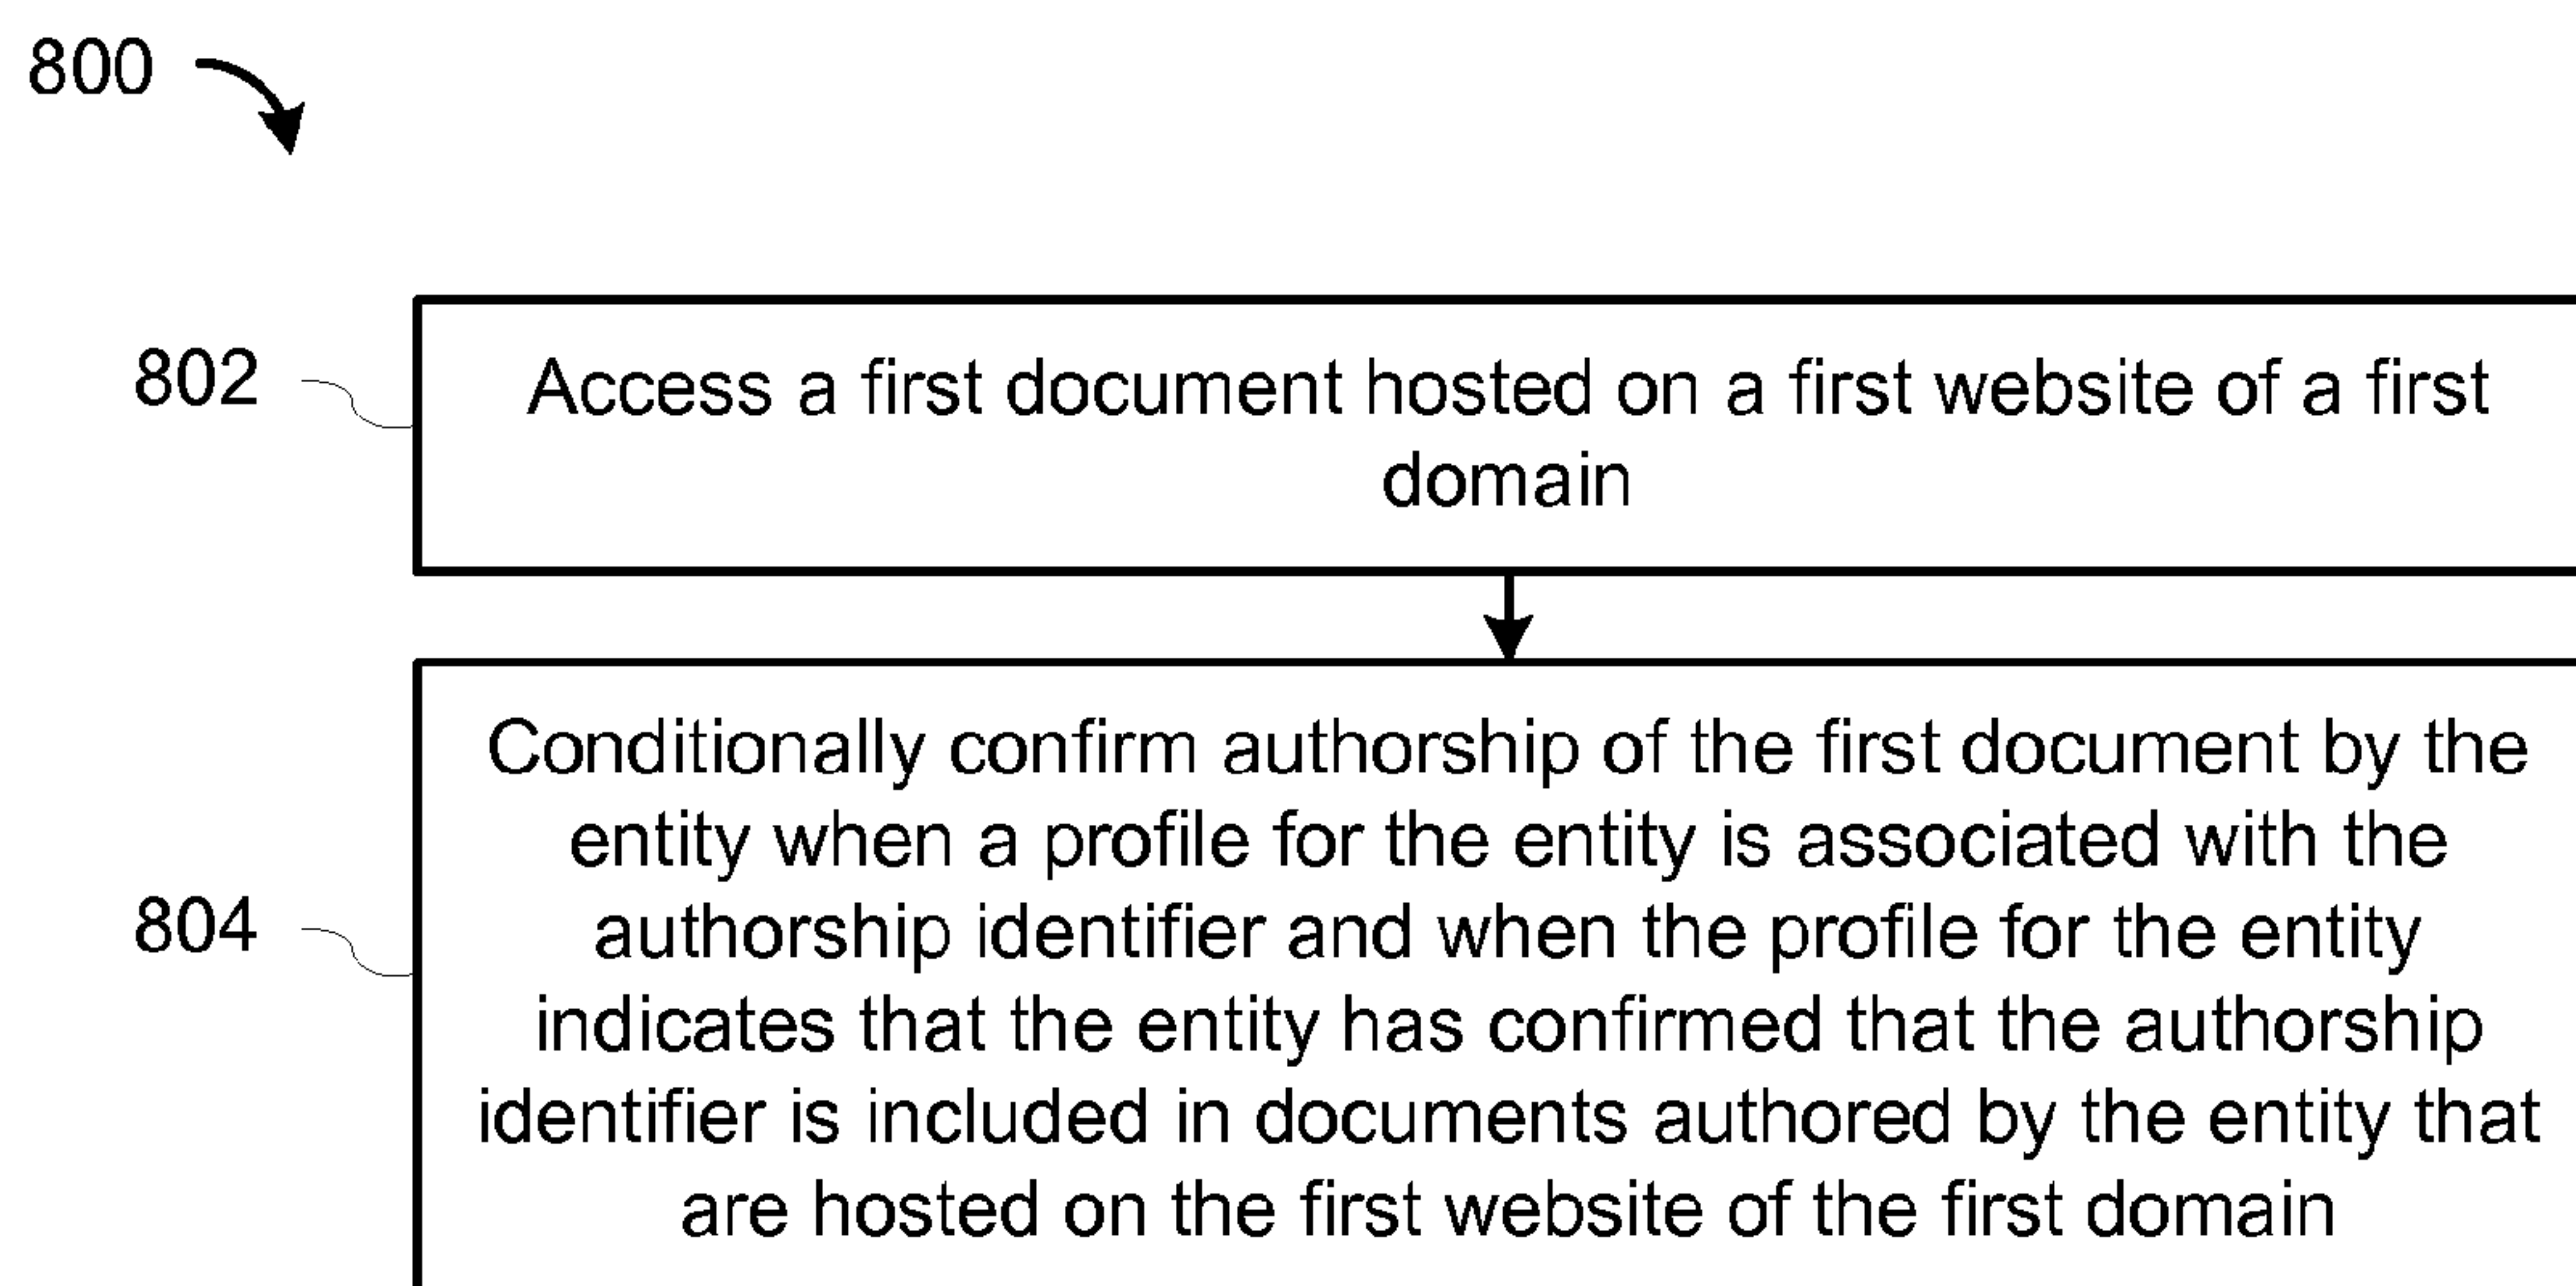 800
802
Access a first document hosted on a first website of a first
domain
804
Conditionally confirm authorship of the first document by the
entity when a profile for the entity is associated with the
authorship identifier and when the profile for the entity
indicates that the entity has confirmed that the authorship
identifier is included in documents authored by the entity that
are hosted on the first website of the first domain